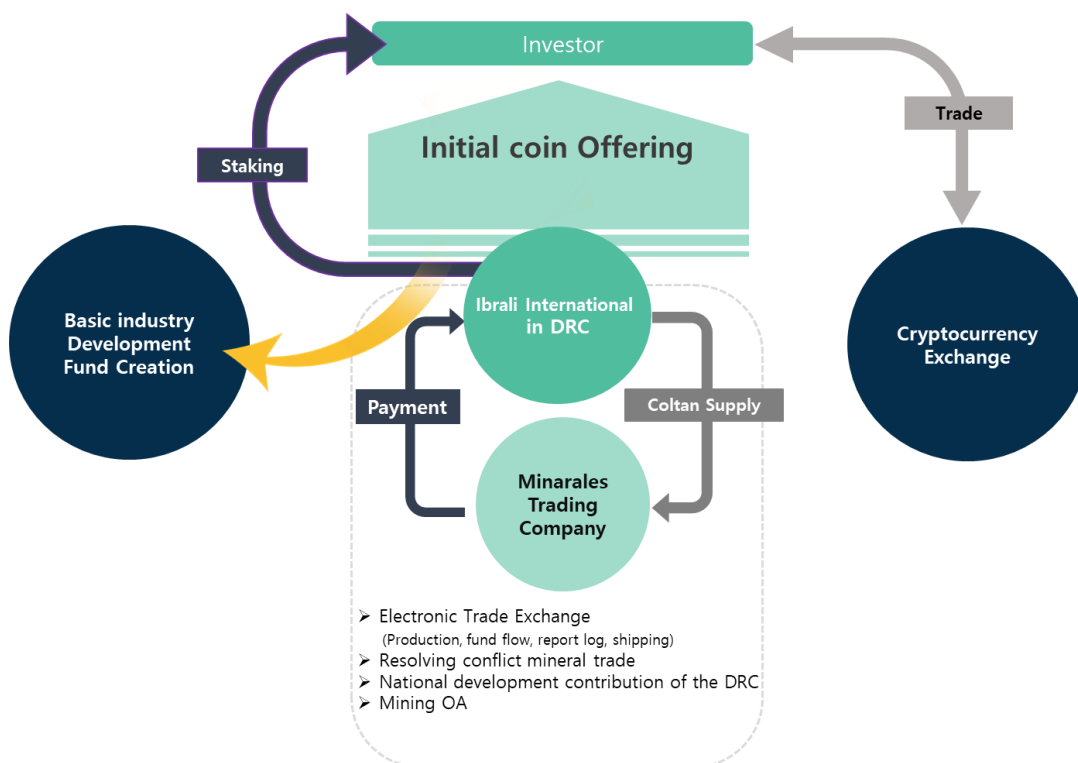 Investor
Initial coin Offering
Trade
Staking
Ibrali International
in DRC
Basic industry
Development
Fund Creation
Cryptocurrency
Exchange
Payment
Coltan Supply
Minarales
Trading
Company
➢ Electronic Trade Exchange
(Production, fund flow, report log, shipping)
➢ Resolving conflict mineral trade
➢ National development contribution of the DRC
➢ Mining OA